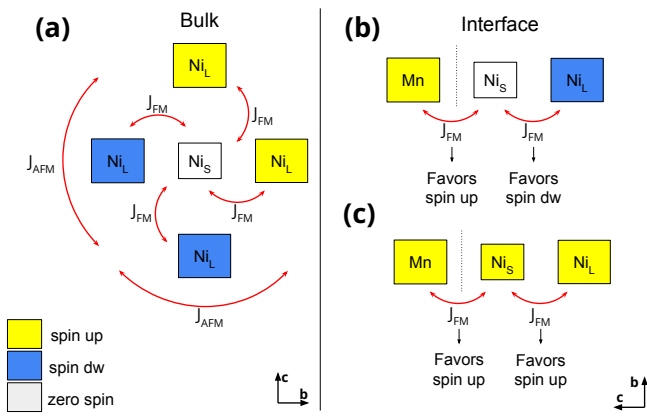 (a)
Bulk
Ni_L
J_FM
J_FM
J_AFM
Ni_L
Ni_S
Ni_L
J_FM
J_FM
Ni_L
J_AFM
spin up
spin dw
zero spin
c
b
(b)
Interface
Mn
Ni_S
Ni_L
J_FM
J_FM
Favors
spin up
Favors
spin dw
(c)
Mn
Ni_S
Ni_L
J_FM
J_FM
Favors
spin up
Favors
spin up
b
c